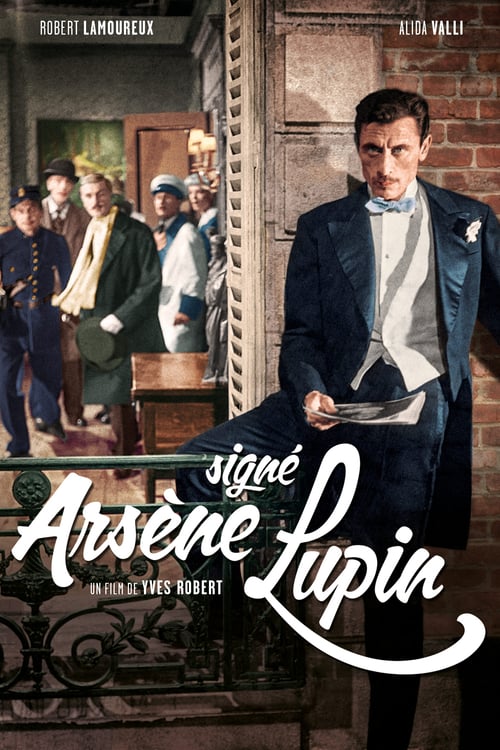 ROBERT LAMOUREUX
ALIDA VALLI
signé
Arsène Lupin
UN FILM DE YVES ROBERT